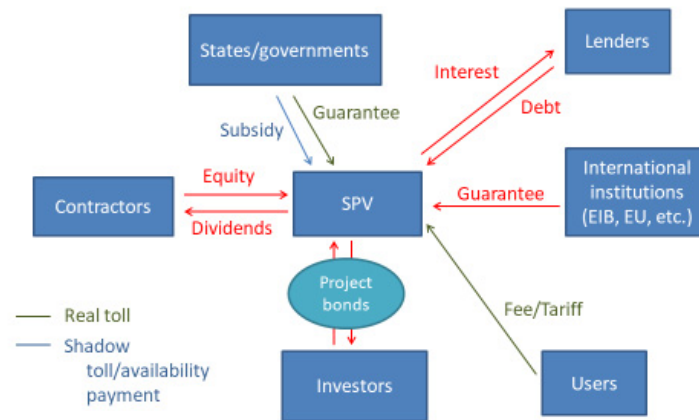 States/governments
Lenders
Interest
Debt
Guarantee
Subsidy
Contractors
Equity
Dividends
SPV
Guarantee
International
institutions
(EIB, EU, etc.)
Project
bonds
Fee/Tariff
Real toll
Shadow
toll/availability
payment
Investors
Users